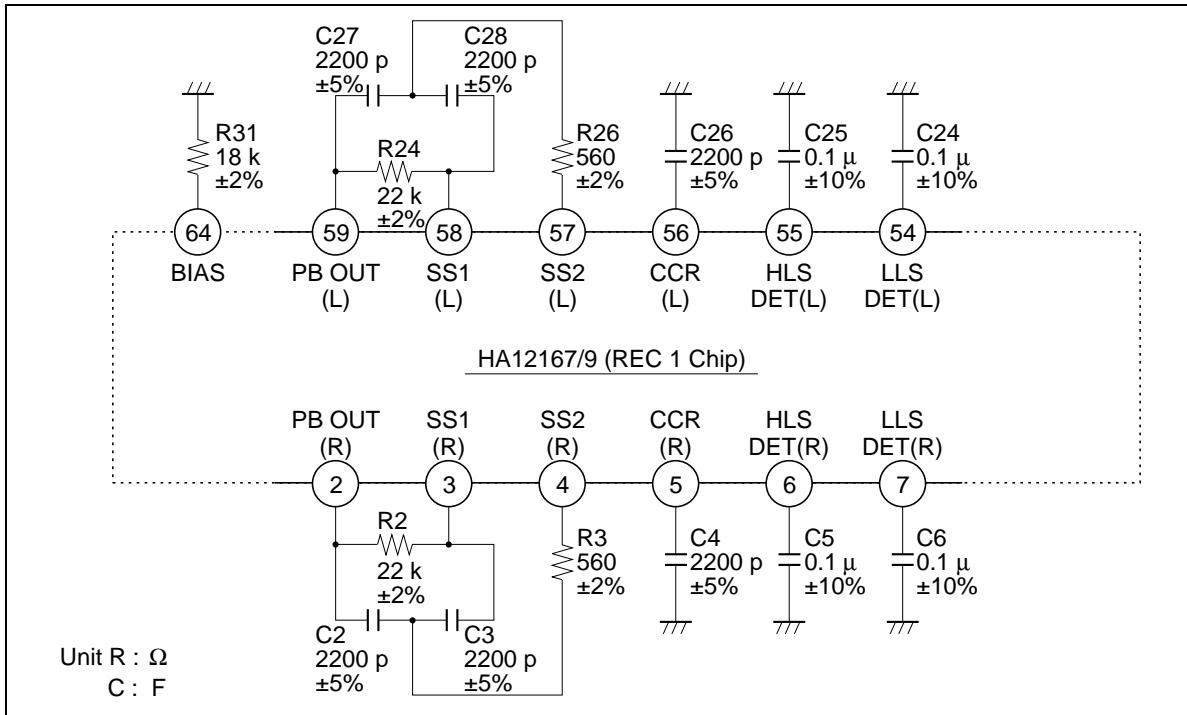 C27
2200 p
±5%
C28
2200 p
±5%
R31
18 k
±2%
R24
22 k
±2%
R26
560
±2%
C26
2200 p
±5%
C25
0.1 µ
±10%
C24
0.1 µ
±10%
64
59
58
57
56
55
54
BIAS
PB OUT
(L)
SS1
(L)
SS2
(L)
CCR
(L)
HLS
DET(L)
LLS
DET(L)
HA12167/9 (REC 1 Chip)
PB OUT
(R)
SS1
(R)
SS2
(R)
CCR
(R)
HLS
DET(R)
LLS
DET(R)
2
3
4
5
6
7
R2
22 k
±2%
R3
560
±2%
C4
2200 p
±5%
C5
0.1 µ
±10%
C6
0.1 µ
±10%
C2
2200 p
±5%
C3
2200 p
±5%
Unit R : Ω
C : F